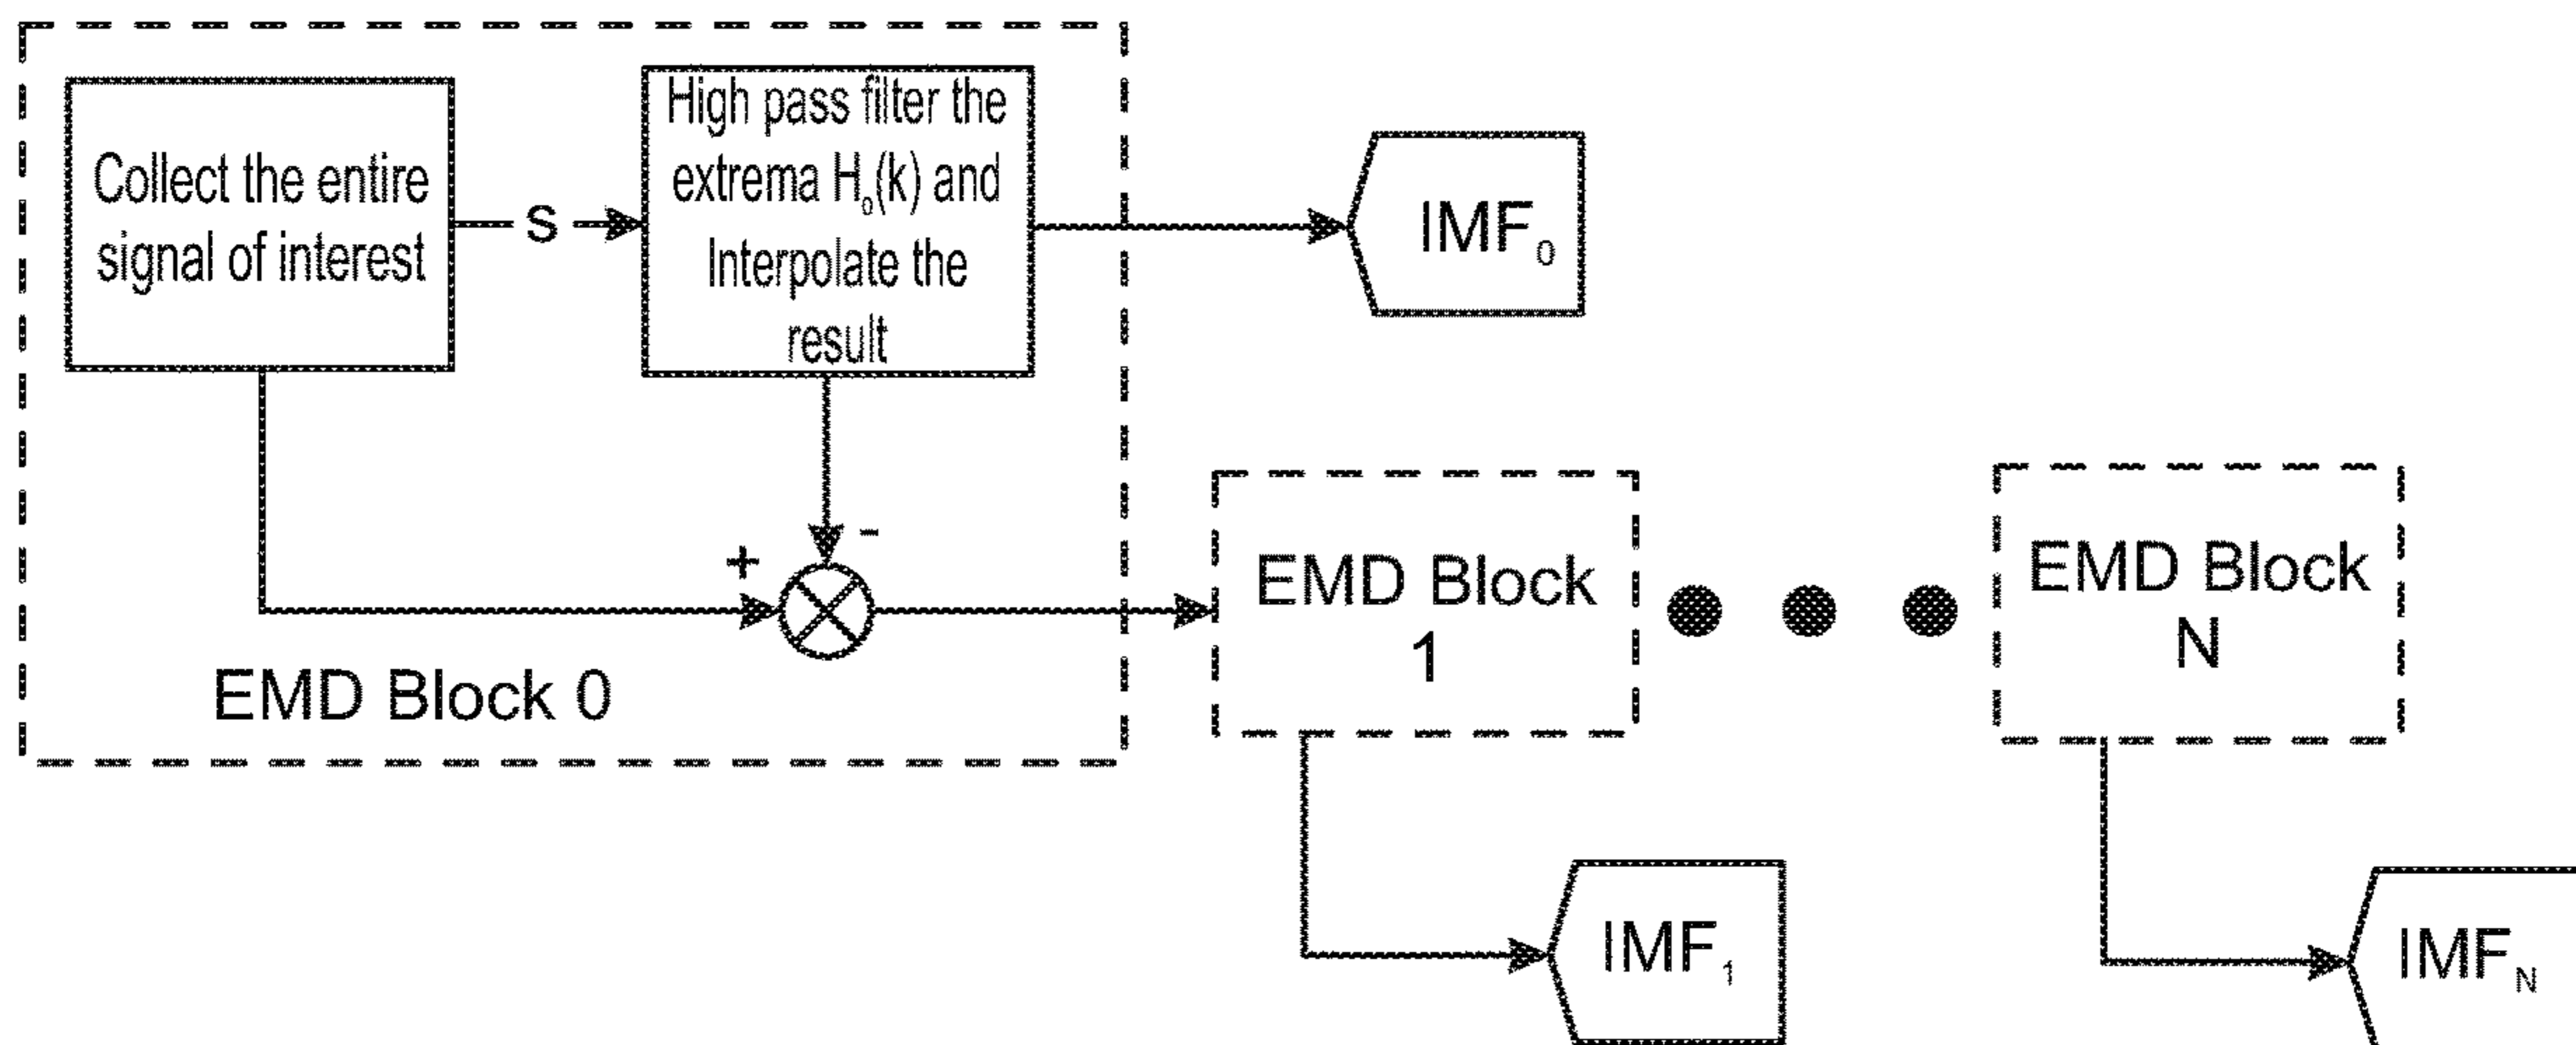 Collect the entire
signal of interest
S
High pass filter the
extrema H₀(k) and
Interpolate the
result
IMF₀
+
-
EMD Block 0
EMD Block
1
EMD Block
N
IMF₁
IMF_N